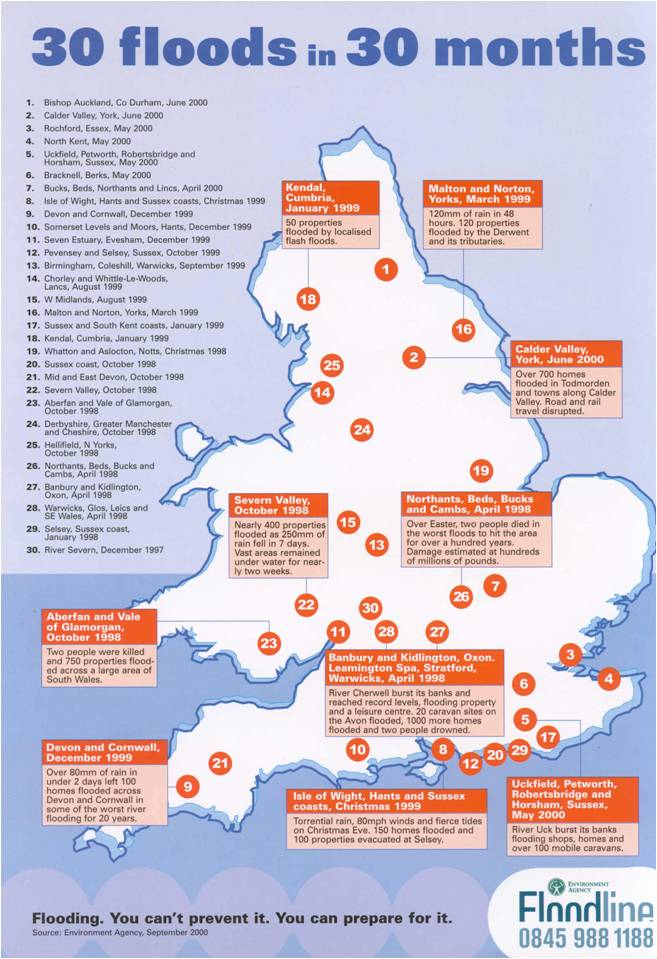 30 floods in 30 months
1. Bishop Auckland, Co Durham, June 2000
2. Calder Valley, York, June 2000
3. Rochford, Essex, May 2000
4. North Kent, May 2000
5. Uckfield, Petworth, Robertsbridge and
Horsham, Sussex, May 2000
6. Bracknell, Berks, May 2000
7. Bucks, Beds, Northants and Lincs, April 2000
8. Isle of Wight, Hants and Sussex coasts, Christmas 1999
9. Devon and Cornwall, December 1999
10. Somerset Levels and Moors, Hants, December 1999
11. Seven Estuary, Evesham, December 1999
12. Pevensey and Selsey, Sussex, October 1999
13. Birmingham, Coleshill, Warwicks, September 1999
14. Chorley and Whittle-Le-Woods,
Lancs, August 1999
15. W Midlands, August 1999
16. Malton and Norton, Yorks, March 1999
17. Sussex and South Kent coasts, January 1999
18. Kendal, Cumbria, January 1999
19. Whatton and Aslocton, Notts, Christmas 1998
20. Sussex coast, October 1998
21. Mid and East Devon, October 1998
22. Severn Valley, October 1998
23. Aberfan and Vale of Glamorgan,
October 1998
24. Derbyshire, Greater Manchester
and Cheshire, October 1998
25. Hellifield, N Yorks,
October 1998
26. Northants, Beds, Bucks and
Cambs, April 1998
27. Banbury and Kidlington,
Oxon, April 1998
28. Warwicks, Glos, Leics and
SE Wales, April 1998
29. Selsey, Sussex coast,
January 1998
30. River Severn, December 1997
Kendal,
Cumbria,
January 1999
50 properties
flooded by localised
flash floods.
Malton and Norton,
Yorks, March 1999
120mm of rain in 48
hours. 120 properties
flooded by the Derwent
and its tributaries.
1
18
16
2
Calder Valley,
York, June 2000
Over 700 homes
flooded in Todmorden
and towns along Calder
Valley. Road and rail
travel disrupted.
25
14
24
19
Severn Valley,
October 1998
Nearly 400 properties
flooded as 250mm of
rain fell in 7 days.
Vast areas remained
under water for near-
ly two weeks.
Northants, Beds, Bucks
and Cambs, April 1998
Over Easter, two people died in
the worst floods to hit the area
for over a hundred years.
Damage estimated at hundreds
of millions of pounds.
15
13
7
26
22
30
11
28
27
23
Aberfan and Vale
of Glamorgan,
October 1998
Two people were killed
and 750 properties flood-
ed across a large area of
South Wales.
Banbury and Kidlington, Oxon.
Leamington Spa, Stratford,
Warwicks, April 1998
River Cherwell burst its banks and
reached record levels, flooding property
and a leisure centre. 20 caravan sites on
the Avon flooded, 1000 more homes
flooded and two people drowned.
3
4
6
5
17
29
20
12
8
10
21
9
Devon and Cornwall,
December 1999
Over 80mm of rain in
under 2 days left 100
homes flooded across
Devon and Cornwall in
some of the worst river
flooding for 20 years.
Isle of Wight, Hants and Sussex
coasts, Christmas 1999
Torrential rain, 80mph winds and fierce tides
on Christmas Eve. 150 homes flooded and
100 properties evacuated at Selsey.
Uckfield, Petworth,
Robertsbridge and
Horsham, Sussex,
May 2000
River Uck burst its banks
flooding shops, homes and
over 100 mobile caravans.
Flooding. You can't prevent it. You can prepare for it.
Source: Environment Agency, September 2000
ENVIRONMENT
AGENCY
Floodline
0845 988 1188